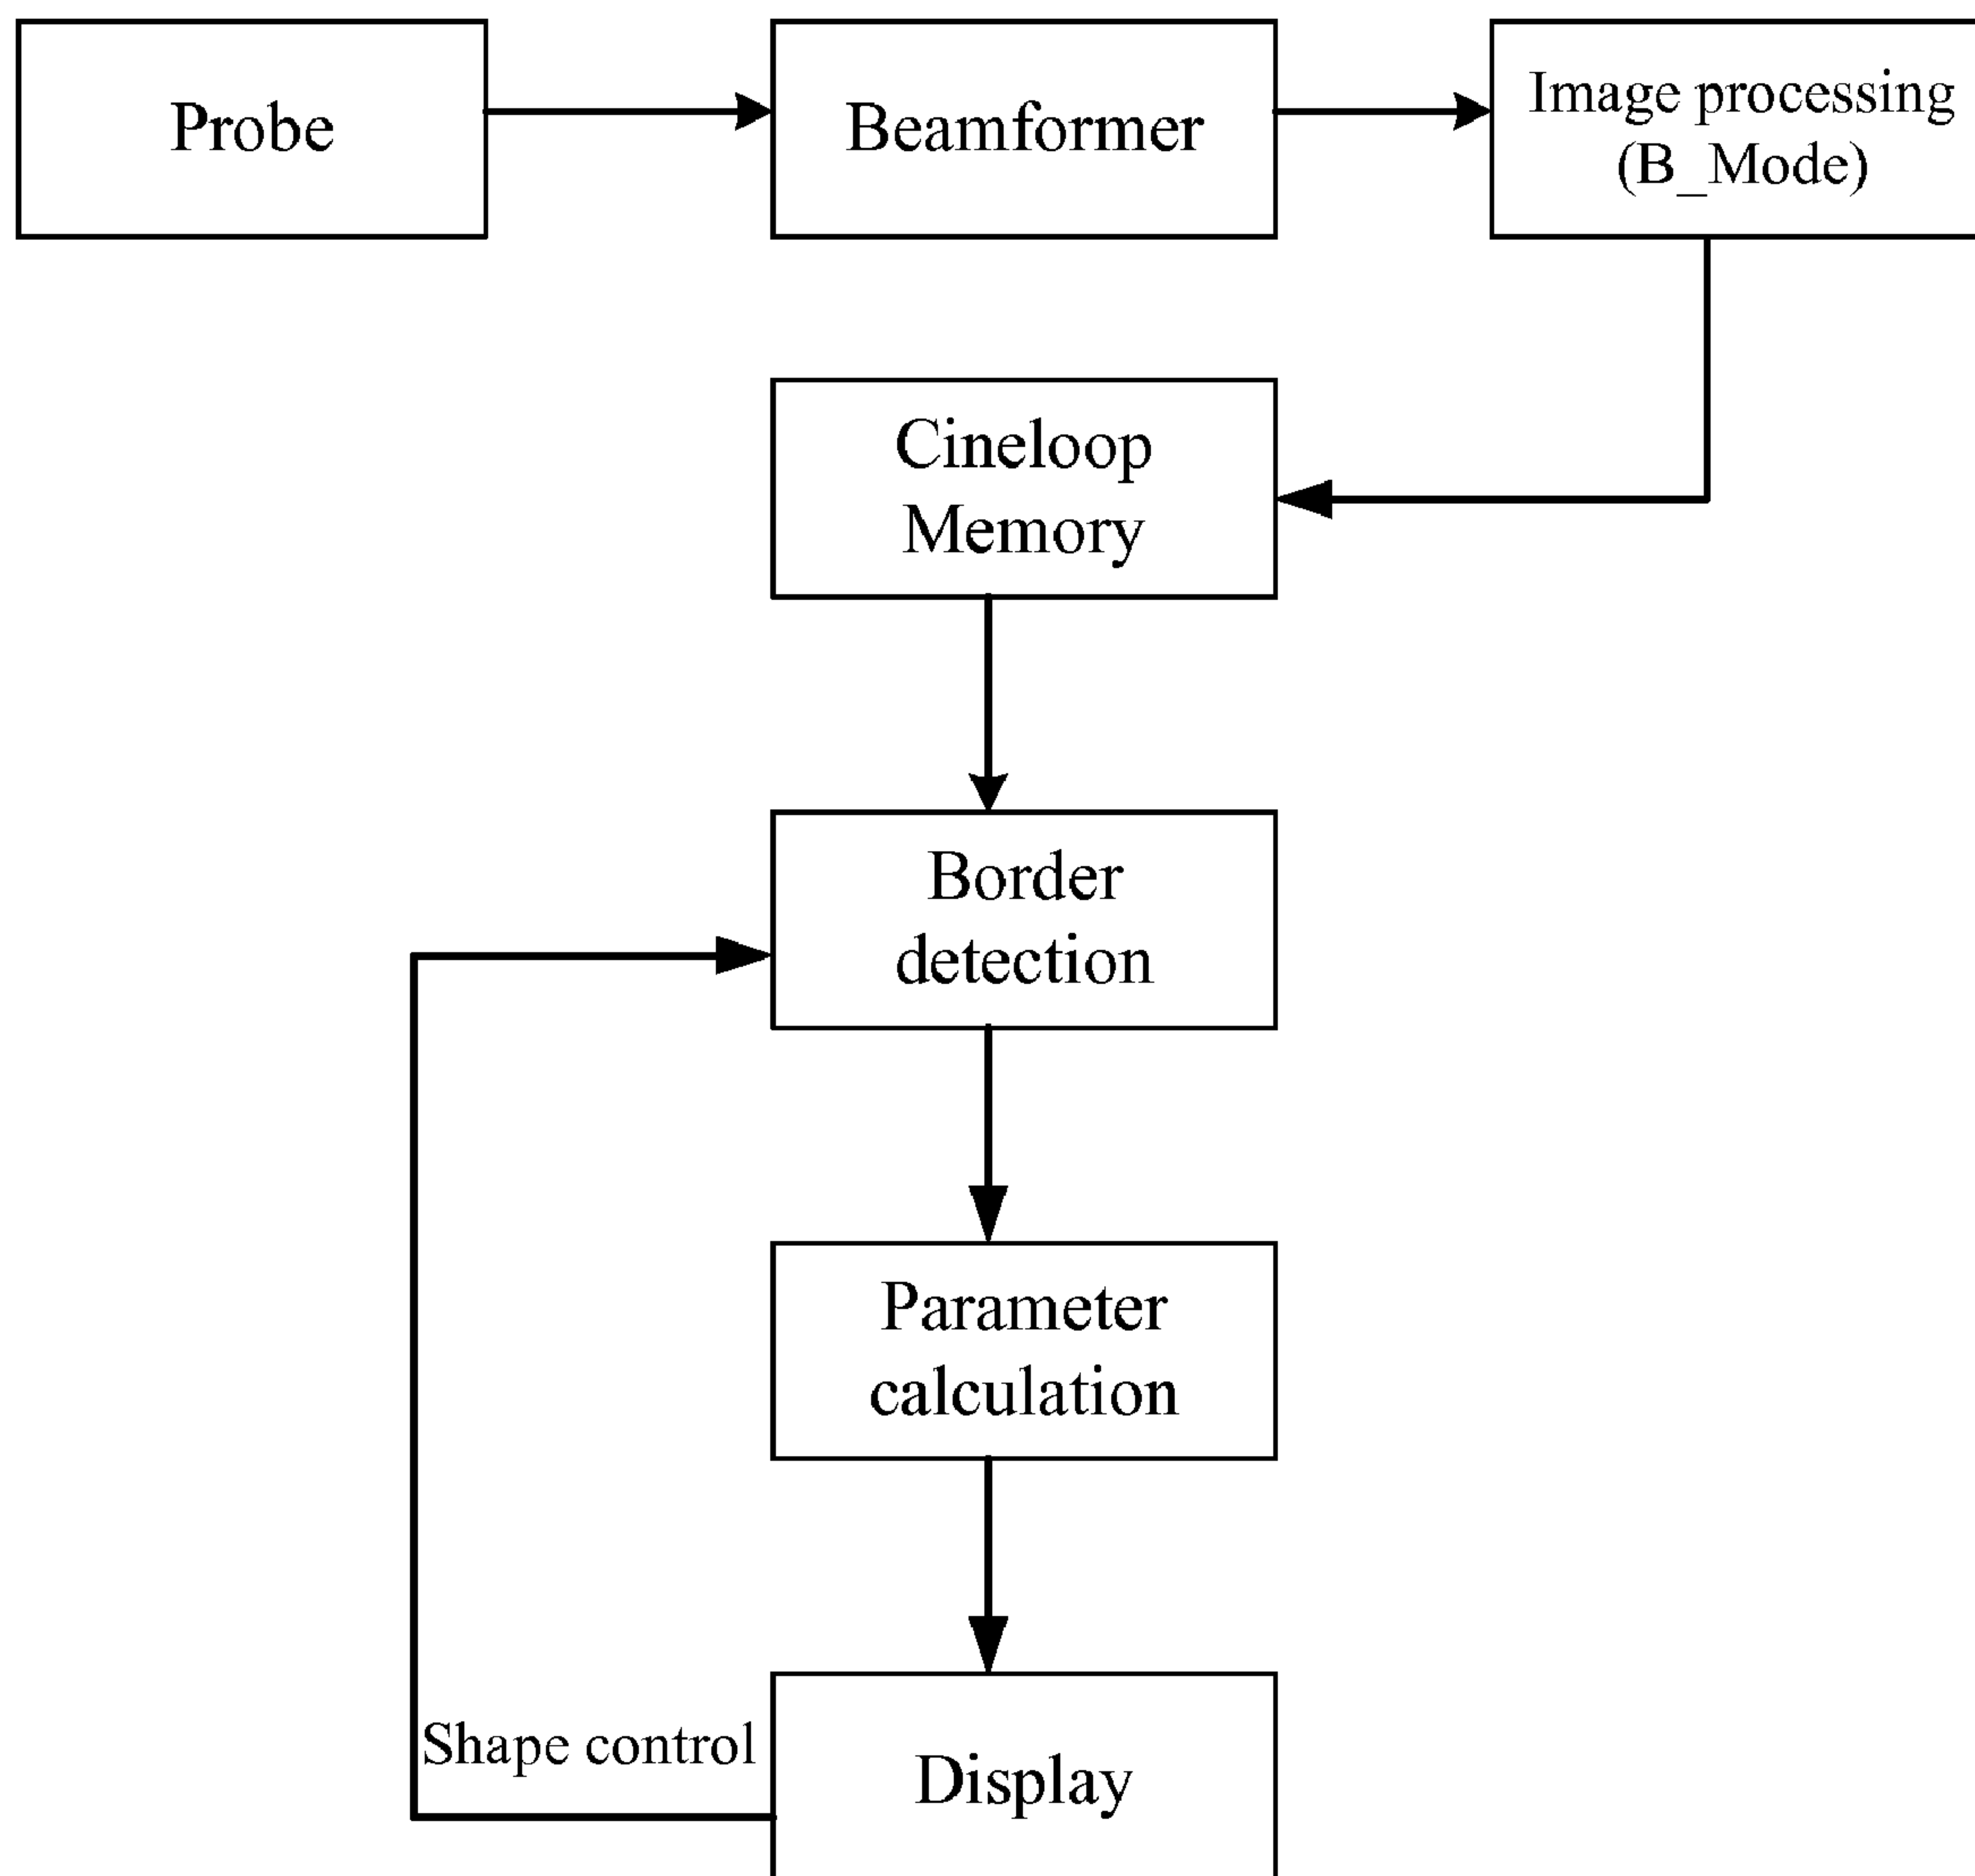 Probe
Beamformer
Image processing
(B_Mode)
Cineloop
Memory
Border
detection
Parameter
calculation
Shape control
Display